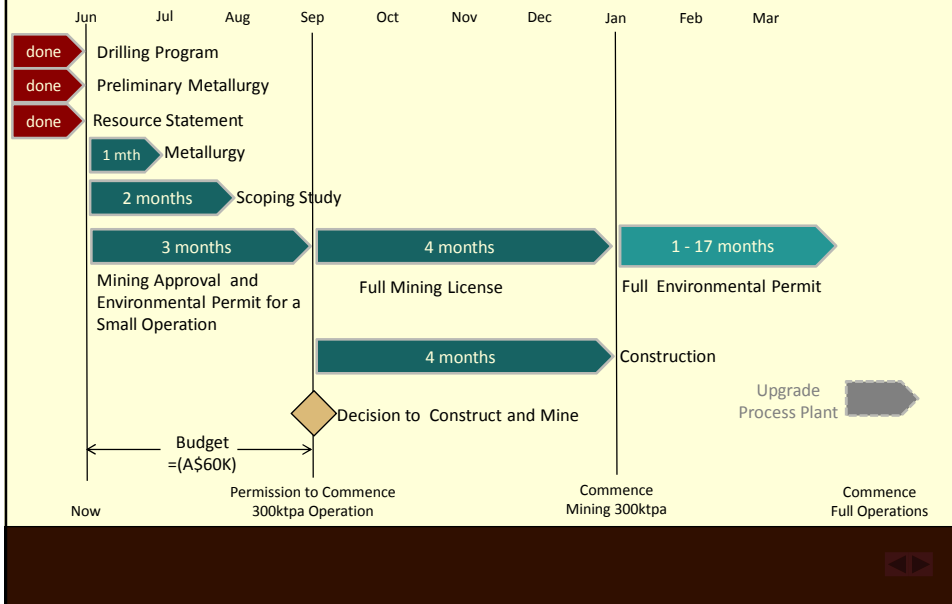 Jun Jul Aug Sep Oct Nov Dec Jan Feb Mar
done Drilling Program
done Preliminary Metallurgy
done Resource Statement
1 mth Metallurgy
2 months Scoping Study
3 months 4 months 1 - 17 months
Mining Approval and
Environmental Permit for a
Small Operation
Full Mining License
Full Environmental Permit
4 months Construction
Upgrade
Process Plant
Decision to Construct and Mine
Budget
=(A$60K)
Now
Permission to Commence
300ktpa Operation
Commence
Mining 300ktpa
Commence
Full Operations